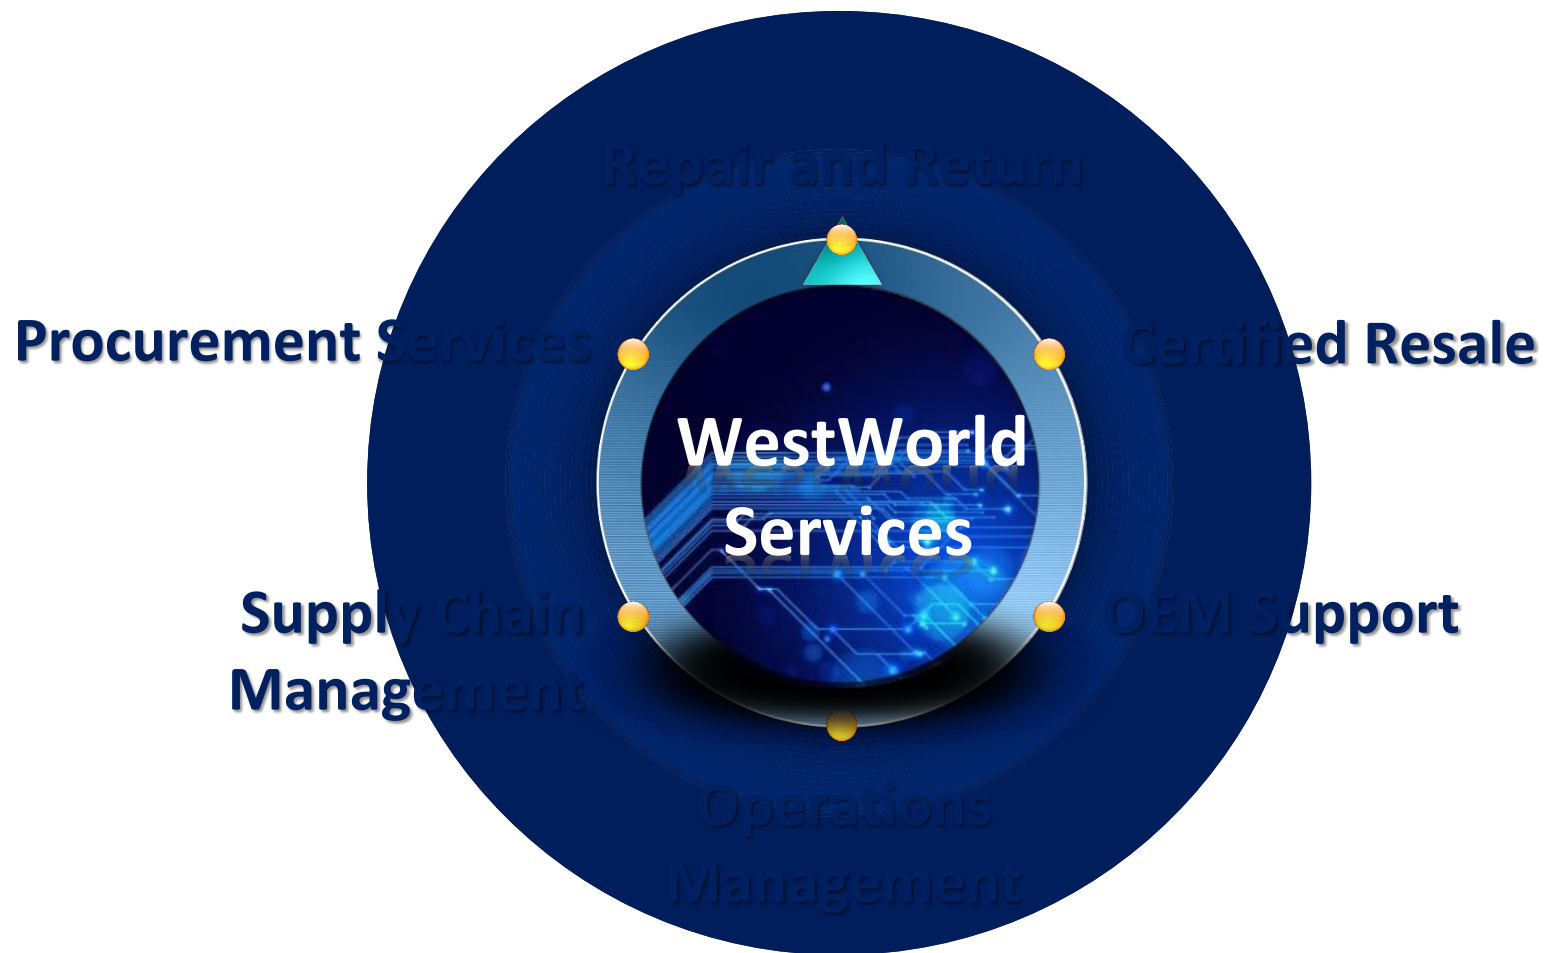 Repair and Return
Procurement Services
Certified Resale
WestWorld
Services
Supply Chain
Management
OEM Support
Operations
Management